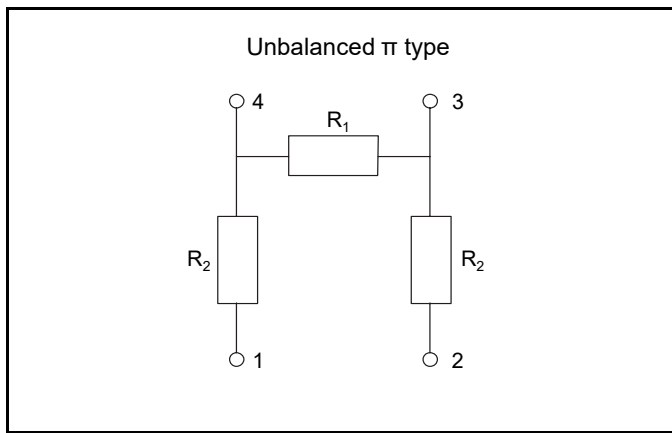 Unbalanced π type
4 3
R₁
R₂ R₂
1 2